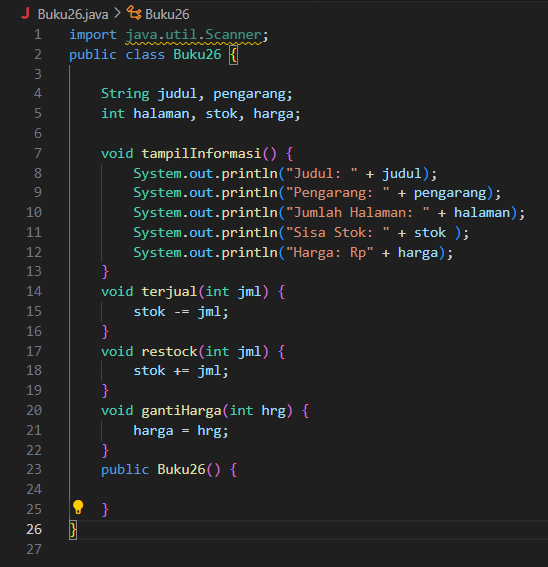 Buku26.java > Buku26
1 import java.util.Scanner;
2 public class Buku26 {
3
4     String judul, pengarang;
5     int halaman, stok, harga;
6
7     void tampilInformasi() {
8         System.out.println("Judul: " + judul);
9         System.out.println("Pengarang: " + pengarang);
10         System.out.println("Jumlah Halaman: " + halaman);
11         System.out.println("Sisa Stok: " + stok );
12         System.out.println("Harga: Rp" + harga);
13     }
14     void terjual(int jml) {
15         stok -= jml;
16     }
17     void restock(int jml) {
18         stok += jml;
19     }
20     void gantiHarga(int hrg) {
21         harga = hrg;
22     }
23     public Buku26() {
24
25     }
26 }
27